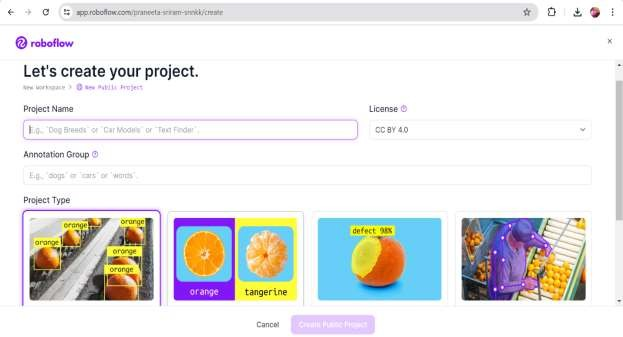 app.roboflow.com/praneeta-sriram-snnkk/create
roboflow
Let's create your project.
New Workspace > New Public Project
Project Name
License
E.g., `Dog Breeds` or `Car Models` or `Text Finder`.
CC BY 4.0
Annotation Group
E.g., `dogs` or `cars` or `words`.
Project Type
orange
orange
orange
orange
orange
tangerine
defect 98%
Cancel
Create Public Project